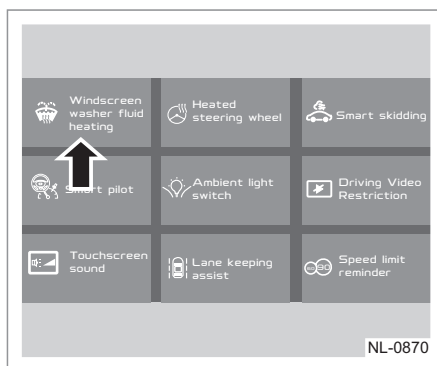 Windscreen
washer fluid
heating
Heated
steering wheel
Smart skidding
Smart pilot
Ambient light
switch
Driving Video
Restriction
Touchscreen
sound
Lane keeping
assist
Speed limit
reminder
NL-0870